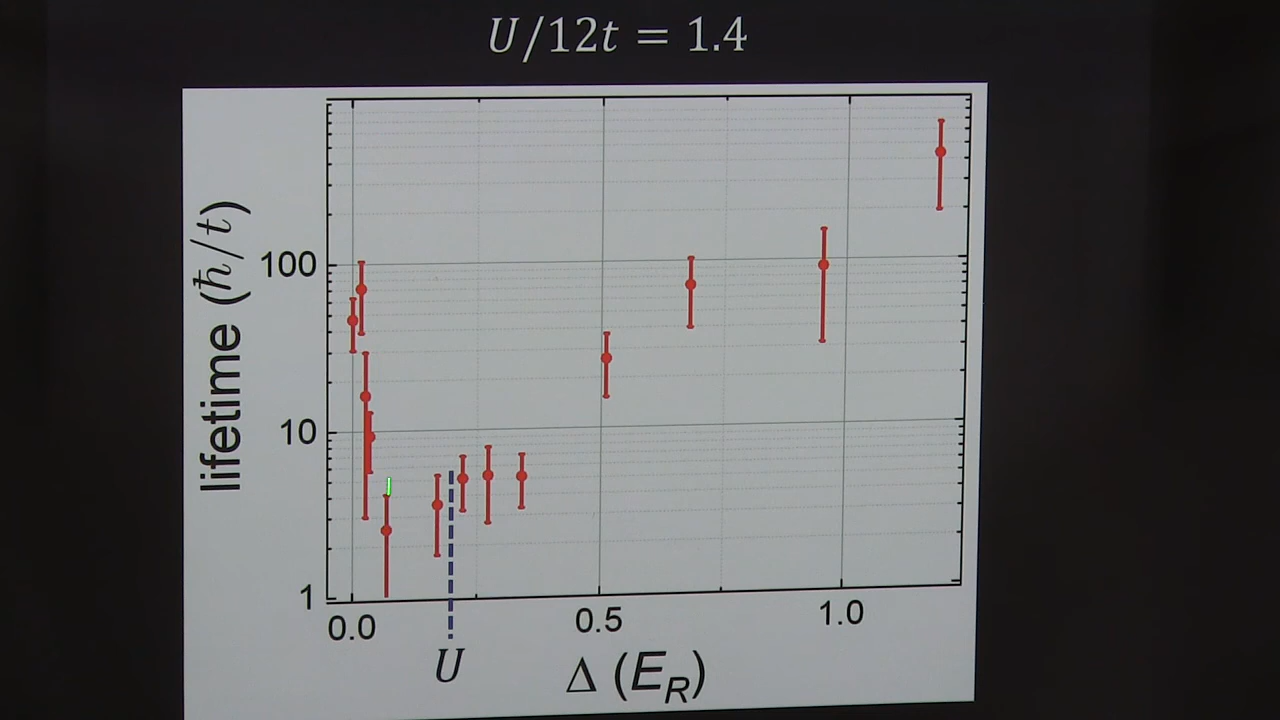 U/12t = 1.4
lifetime (ħ/t)
100
10
1
0.0
0.5
1.0
U
Δ (E_R)